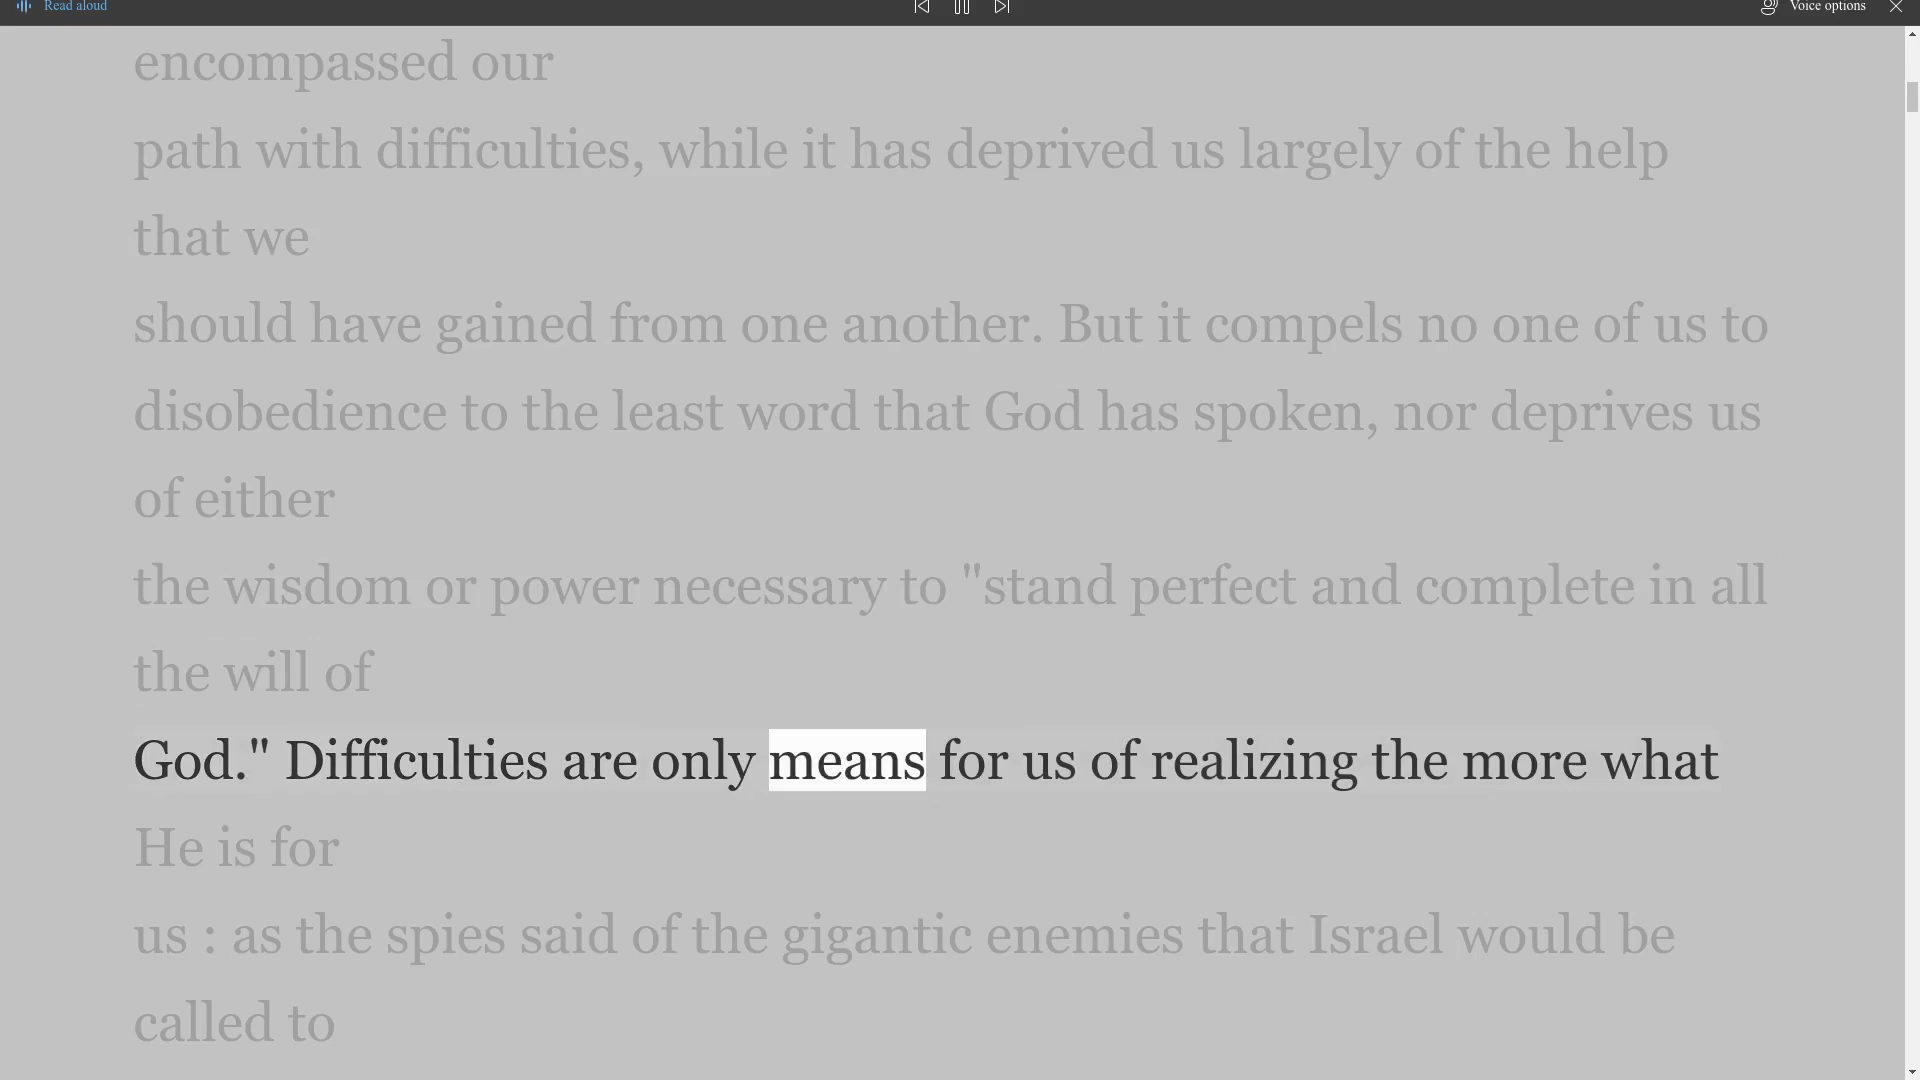 Read aloud
Voice options
encompassed our
path with difficulties, while it has deprived us largely of the help
that we
should have gained from one another. But it compels no one of us to
disobedience to the least word that God has spoken, nor deprives us
of either
the wisdom or power necessary to "stand perfect and complete in all
the will of
God." Difficulties are only means for us of realizing the more what
He is for
us : as the spies said of the gigantic enemies that Israel would be
called to